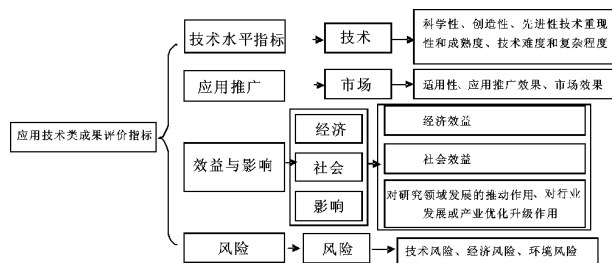 应用技术类成果评价指标
技术水平指标
技术
科学性、创造性、先进性技术重现
性和成熟度、技术难度和复杂程度
应用推广
市场
适用性、应用推广效果、市场效果
效益与影响
经济
社会
影响
经济效益
社会效益
对研究领域发展的推动作用、对行业
发展或产业优化升级作用
风险
风险
技术风险、经济风险、环境风险